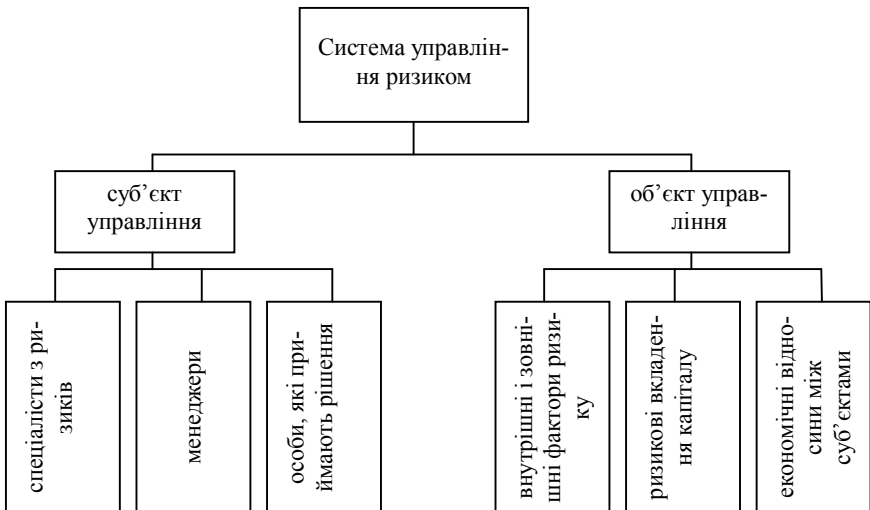 Система управлін-
ня ризиком
суб’єкт
управління
об’єкт управ-
ління
спеціалісти з ри-
зиків
менеджери
особи, які при-
ймають рішення
внутрішні і зовні-
шні фактори ризи-
ку
ризикові вкладен-
ня капіталу
економічні відно-
сини між
суб’єктами